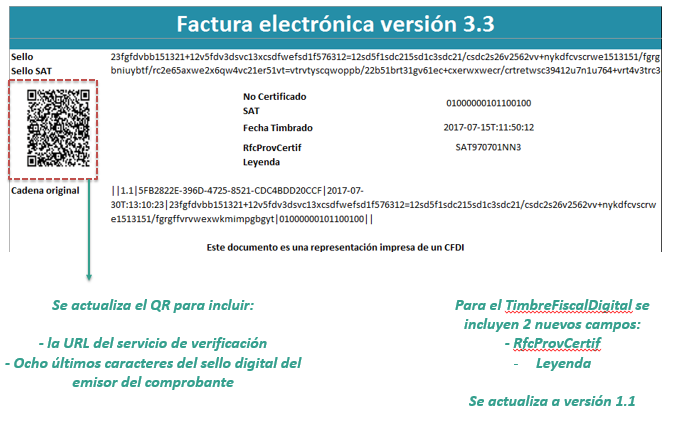 Factura electrónica versión 3.3
Sello 23fgfdvbb151321+12v5fdv3dsvc13xcsdfwefsd1f576312=12sd5f1sdc215sd1c3sdc21/csdc2s26v2562vv+nykdfcvscrwe1513151/fgrg
Sello SAT bniuybtf/rc2e65axwe2x6qw4vc21er51vt=vtrvtyscqwoppb/22b51brt31gv61ec+cxerwxwecr/crtretwsc39412u7n1u764+vrt4v3trc3
No Certificado SAT 01000000101100100
Fecha Timbrado 2017-07-15T:11:50:12
RfcProvCertif SAT970701NN3
Leyenda
Cadena original ||1.1|5FB2822E-396D-4725-8521-CDC4BDD20CCF|2017-07-
30T:13:10:23|23fgfdvbb151321+12v5fdv3dsvc13xcsdfwefsd1f576312=12sd5f1sdc215sd1c3sdc21/csdc2s26v2562vv+nykdfcvscrw
e1513151/fgrgffvrvwexwkmimpgbgyt|01000000101100100||
Este documento es una representación impresa de un CFDI
Se actualiza el QR para incluir:
- la URL del servicio de verificación
- Ocho últimos caracteres del sello digital del
emisor del comprobante
Para el TimbreFiscalDigital se
incluyen 2 nuevos campos:
- RfcProvCertif
- Leyenda
Se actualiza a versión 1.1